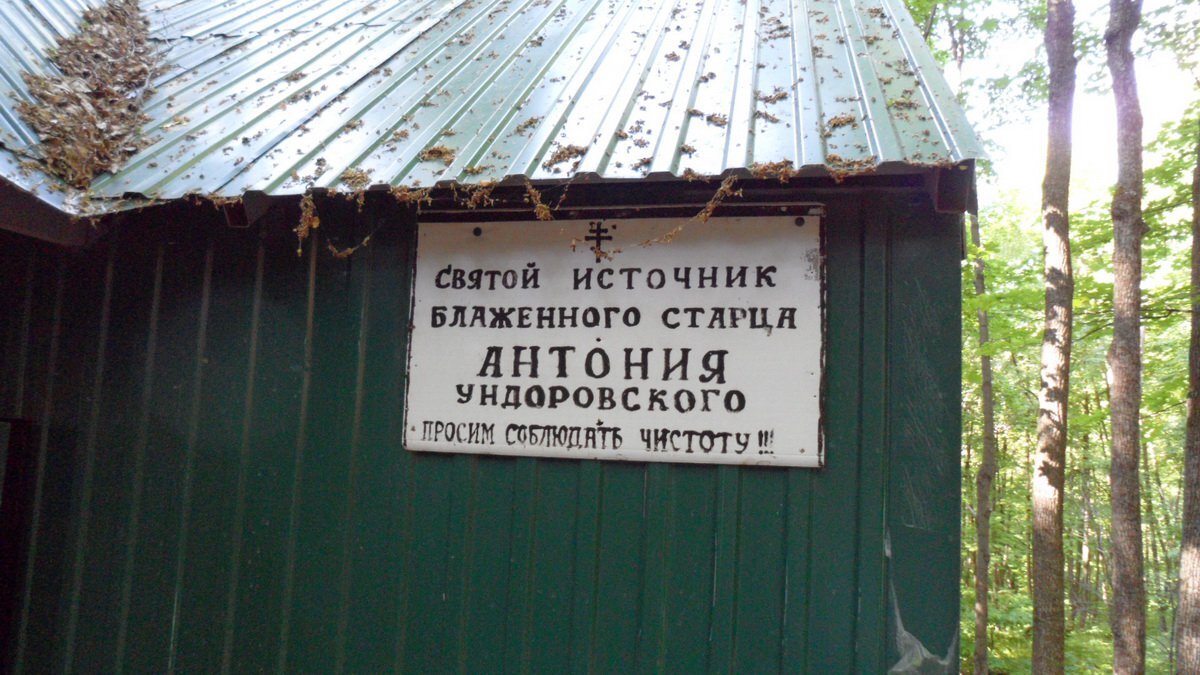 СВЯТОЙ ИСТОЧНИК
БЛАЖЕННОГО СТАРЦА
АНТОНИЯ
УНДОРОВСКОГО
ПРОСИМ СОБЛЮДАТЬ ЧИСТОТУ!!!